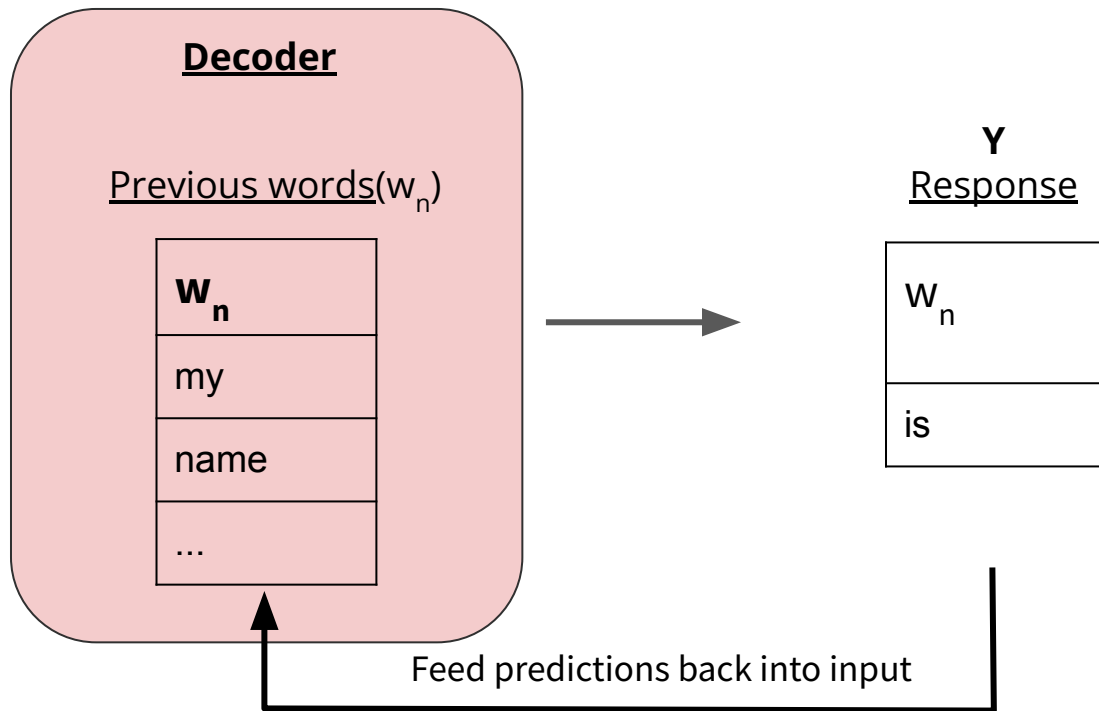 Decoder
Y
Previous words(wₙ)
Response
wₙ
wₙ
my
is
name
...
Feed predictions back into input